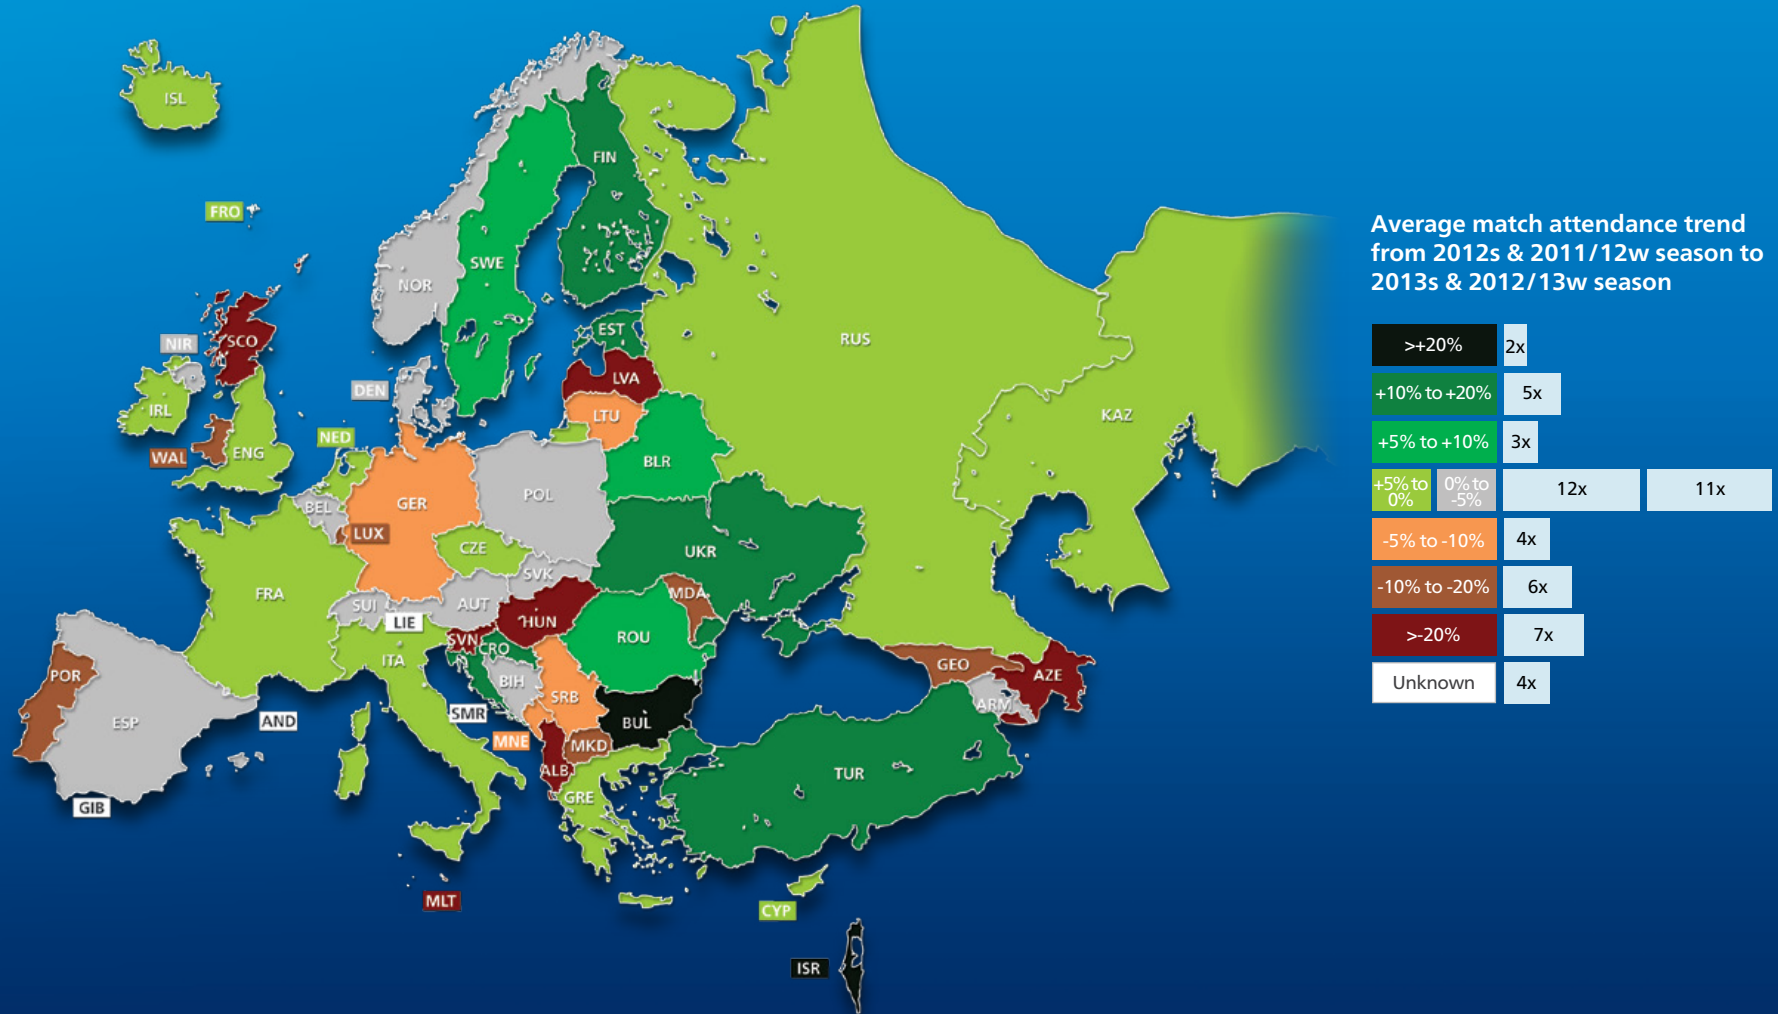 ISL
FRO
FIN
SWE
NOR
EST
RUS
NIR
SCO
LVA
DEN
LTU
KAZ
IRL
NED
WAL
ENG
BLR
GER
POL
BEL
LUX
CZE
UKR
SVK
FRA
MDA
SUI
AUT
LIE
HUN
SVN
ROU
CRO
ITA
GEO
POR
BIH
AZE
SRB
ARM
SMR
AND
ESP
BUL
MNE
MKD
ALB
TUR
GRE
GIB
MLT
CYP
ISR
Average match attendance trend
from 2012s & 2011/12w season to
2013s & 2012/13w season
>+20% 2x
+10% to +20% 5x
+5% to +10% 3x
+5% to 0% 0% to -5% 12x 11x
-5% to -10% 4x
-10% to -20% 6x
>-20% 7x
Unknown 4x